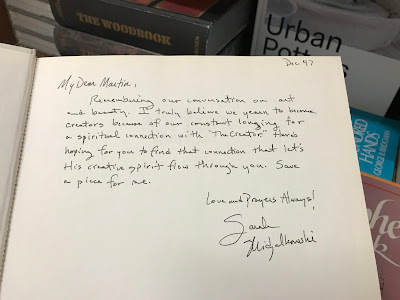 THE WOODBOOK
Urban
Dec 97
My Dear Martin,
Remembering our conversation on art
and beauty. I truly believe we yearn to become
creators because of our constant longing for
a spiritual connection with "The Creator." Here's
hoping for you to find that connection that let's
His creative spirit flow through you. Save
a piece for me.
Love and Prayers Always!
Sarah
HANDS